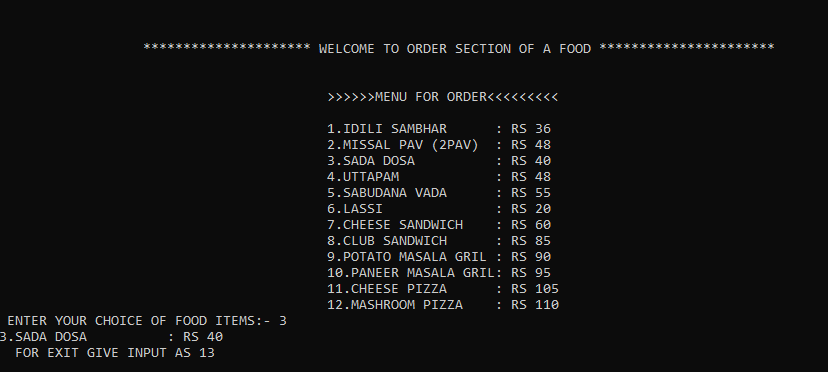 ********************* WELCOME TO ORDER SECTION OF A FOOD **********************
>>>>>>MENU FOR ORDER<<<<<<<<<
1.IDILI SAMBHAR      : RS 36
2.MISSAL PAV (2PAV)  : RS 48
3.SADA DOSA          : RS 40
4.UTTAPAM            : RS 48
5.SABUDANA VADA      : RS 55
6.LASSI              : RS 20
7.CHEESE SANDWICH    : RS 60
8.CLUB SANDWICH      : RS 85
9.POTATO MASALA GRIL : RS 90
10.PANEER MASALA GRIL: RS 95
11.CHEESE PIZZA      : RS 105
12.MASHROOM PIZZA    : RS 110
ENTER YOUR CHOICE OF FOOD ITEMS:- 3
3.SADA DOSA          : RS 40
FOR EXIT GIVE INPUT AS 13